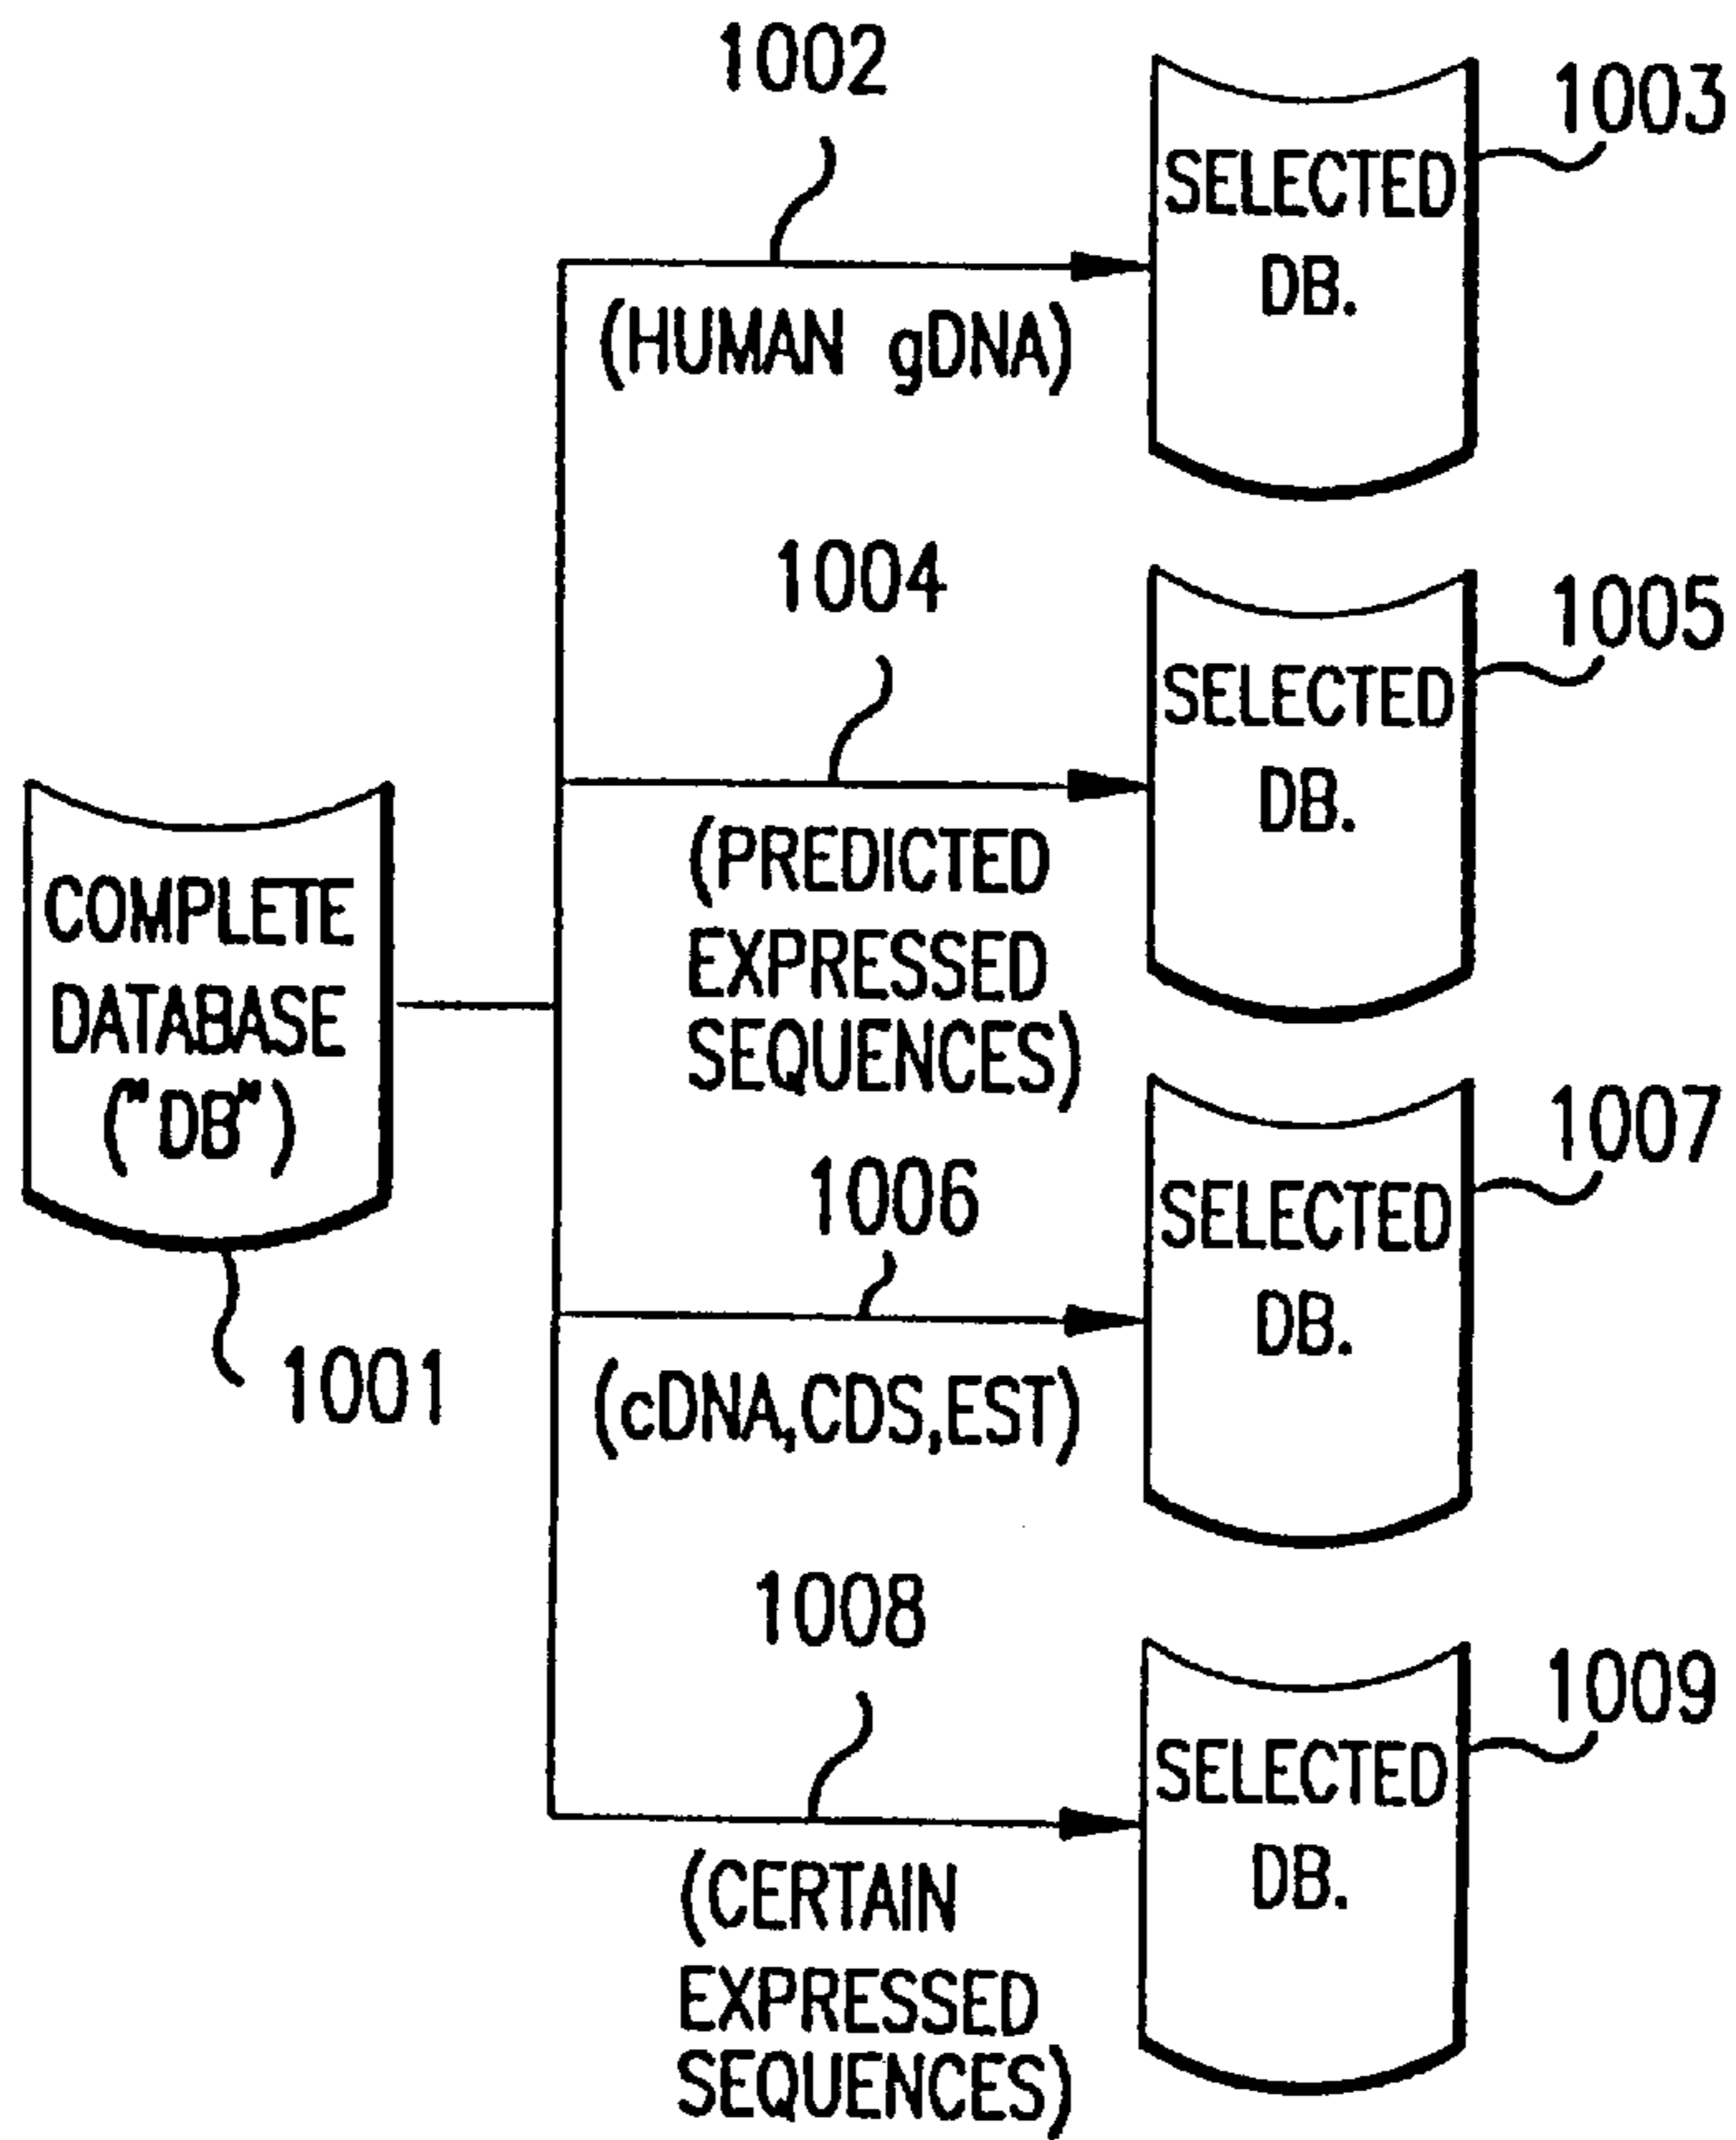 1002
1003
SELECTED
DB.
(HUMAN gDNA)
1004
1005
SELECTED
DB.
(PREDICTED
EXPRESSED
SEQUENCES)
COMPLETE
DATABASE
("DB")
1001
1006
1007
SELECTED
DB.
(cDNA,CDS,EST)
1008
1009
SELECTED
DB.
(CERTAIN
EXPRESSED
SEQUENCES)